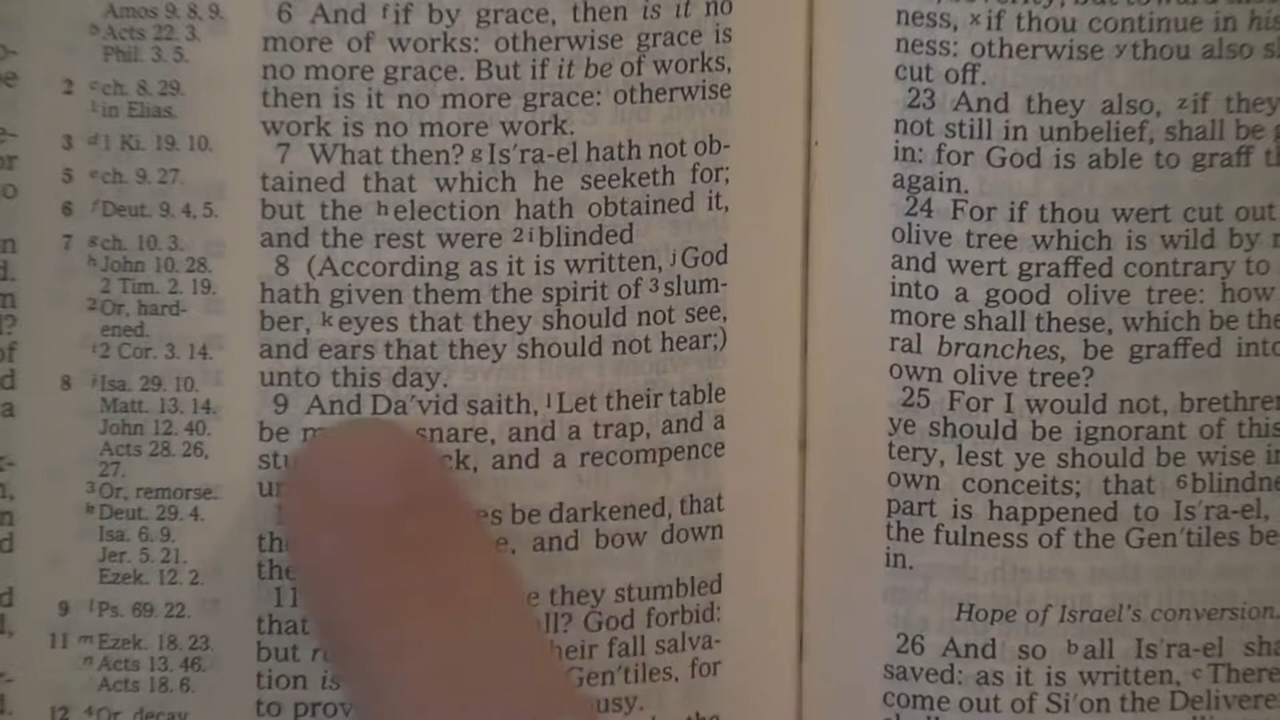 Amos 9. 8, 9.
b Acts 22. 3.
Phil. 3. 5.
2 c ch. 8. 29.
1 in Elias.
3 d 1 Ki. 19. 10.
5 e ch. 9. 27.
6 f Deut. 9. 4, 5.
7 g ch. 10. 3.
h John 10. 28.
2 Tim. 2. 19.
2 Or, hard-
ened.
i 2 Cor. 3. 14.
8 j Isa. 29. 10.
Matt. 13. 14.
John 12. 40.
Acts 28. 26,
27.
3 Or, remorse.
k Deut. 29. 4.
Isa. 6. 9.
Jer. 5. 21.
Ezek. 12. 2.
9 l Ps. 69. 22.
11 m Ezek. 18. 23.
n Acts 13. 46.
Acts 18. 6.
12 4 Or, decay
6 And f if by grace, then is it no
more of works: otherwise grace is
no more grace. But if it be of works,
then is it no more grace: otherwise
work is no more work.
7 What then? g Is'ra-el hath not ob-
tained that which he seeketh for;
but the h election hath obtained it,
and the rest were 2 i blinded
8 (According as it is written, j God
hath given them the spirit of 3 slum-
ber, k eyes that they should not see,
and ears that they should not hear;)
unto this day.
9 And Da'vid saith, l Let their table
be snare, and a trap, and a
ck, and a recompence
es be darkened, that
e, and bow down
11 they stumbled
that ll? God forbid:
but their fall salva-
tion is Gen'tiles, for
to prov usy.
the
ness, x if thou continue in his
ness: otherwise y thou also s
cut off.
23 And they also, z if they
not still in unbelief, shall be
in: for God is able to graff t
again.
24 For if thou wert cut out
olive tree which is wild by
and wert graffed contrary to
into a good olive tree: how
more shall these, which be the
ral branches, be graffed into
own olive tree?
25 For I would not, brethre
ye should be ignorant of this
tery, lest ye should be wise i
own conceits; that 6 blindne
part is happened to Is'ra-el,
the fulness of the Gen'tiles be
in.
Hope of Israel's conversion.
26 And so b all Is'ra-el sha
saved: as it is written, c There
come out of Si'on the Delivere